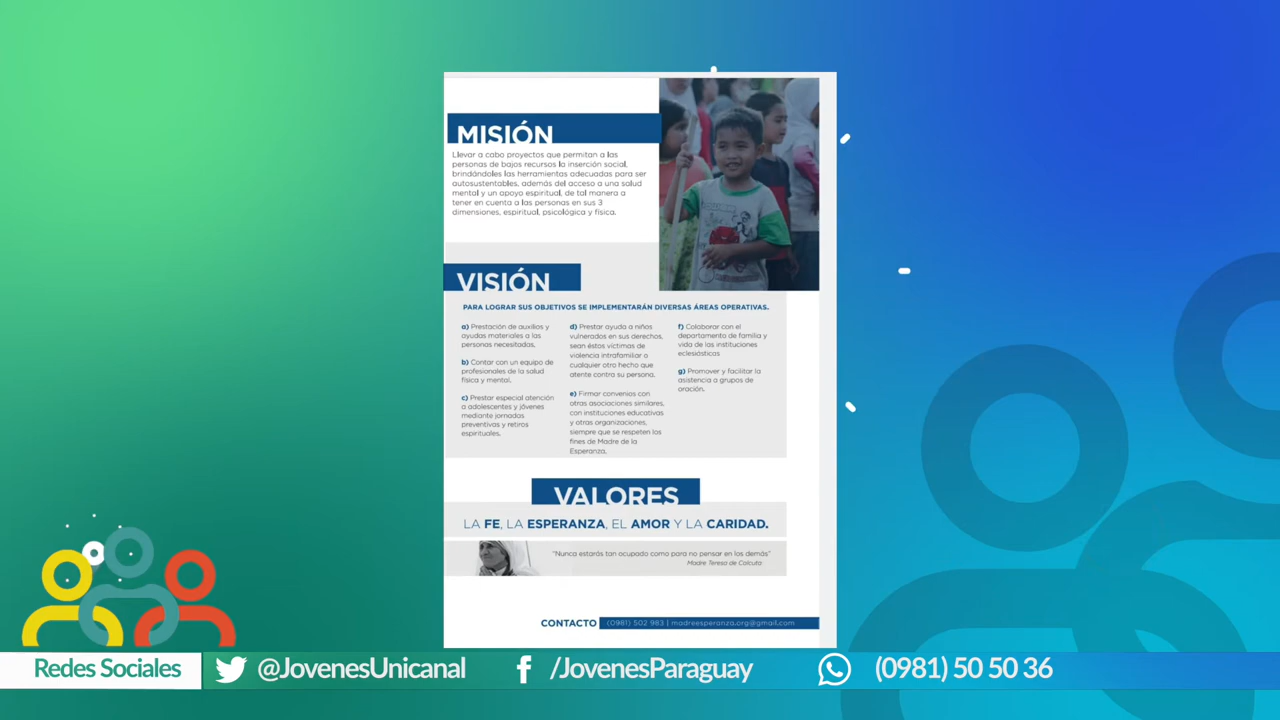 MISIÓN
Llevar a cabo proyectos que permitan a las
personas de bajos recursos la inserción social,
brindándoles las herramientas adecuadas para ser
autosustentables, además del acceso a una salud
mental y un apoyo espiritual, de tal manera a
tener en cuenta a las personas en sus 3
dimensiones, espiritual, psicológica y física.
VISIÓN
PARA LOGRAR SUS OBJETIVOS SE IMPLEMENTARÁN DIVERSAS ÁREAS OPERATIVAS.
a) Prestación de auxilios y
ayudas materiales a las
personas necesitadas.
b) Contar con un equipo de
profesionales de la salud
física y mental.
c) Prestar especial atención
a adolescentes y jóvenes
mediante jornadas
preventivas y retiros
espirituales.
d) Prestar ayuda a niños
vulnerados en sus derechos,
sean éstos víctimas de
violencia intrafamiliar o
cualquier otro hecho que
atente contra su persona.
e) Firmar convenios con
otras asociaciones similares,
con instituciones educativas
y otras organizaciones,
siempre que se respeten los
fines de Madre de la
Esperanza.
f) Colaborar con el
departamento de familia y
vida de las instituciones
eclesiásticas
g) Promover y facilitar la
asistencia a grupos de
oración.
VALORES
LA FE, LA ESPERANZA, EL AMOR Y LA CARIDAD.
"Nunca estarás tan ocupado como para no pensar en los demás"
Madre Teresa de Calcuta
CONTACTO (0981) 502 983 | madreesperanza.org@gmail.com
Redes Sociales @JovenesUnicanal /JovenesParaguay (0981) 50 50 36